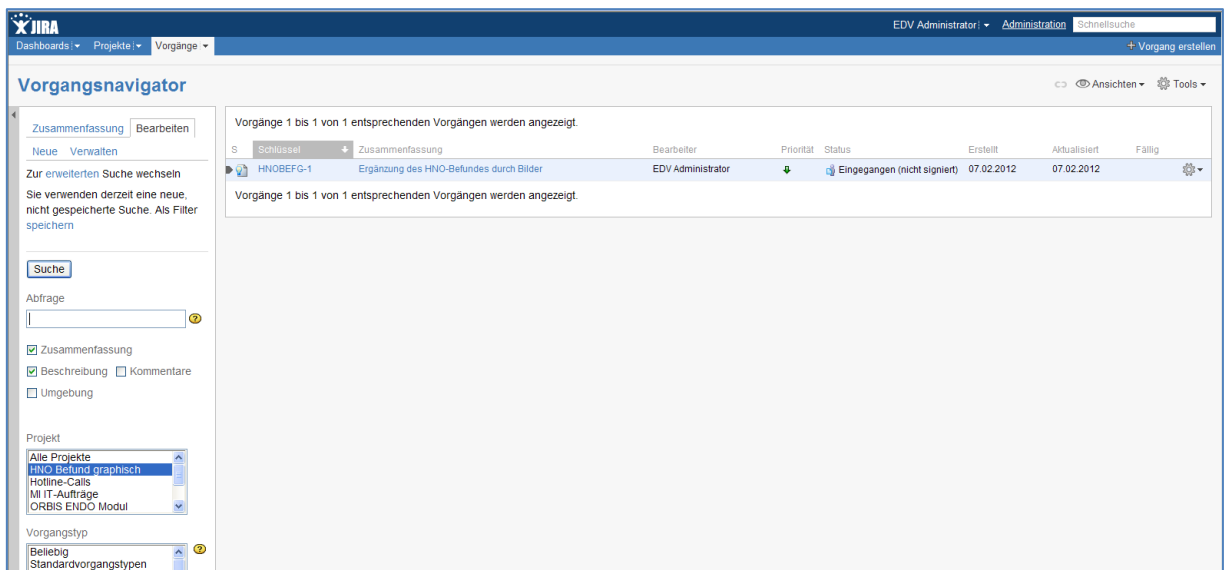 JIRA
EDV Administrator Administration Schnellsuche
Dashboards Projekte Vorgänge + Vorgang erstellen
Vorgangsnavigator
Ansichten Tools
Zusammenfassung Bearbeiten
Neue Verwalten
Zur erweiterten Suche wechseln
Sie verwenden derzeit eine neue,
nicht gespeicherte Suche. Als Filter
speichern
Suche
Abfrage
Zusammenfassung
Beschreibung Kommentare
Umgebung
Projekt
Alle Projekte
HNO Befund graphisch
Hotline-Calls
MI IT-Aufträge
ORBIS ENDO Modul
Vorgangstyp
Beliebig
Standardvorgangstypen
Vorgänge 1 bis 1 von 1 entsprechenden Vorgängen werden angezeigt.
S Schlüssel Zusammenfassung Bearbeiter Priorität Status Erstellt Aktualisiert Fällig
HNOBEFG-1 Ergänzung des HNO-Befundes durch Bilder EDV Administrator Eingegangen (nicht signiert) 07.02.2012 07.02.2012
Vorgänge 1 bis 1 von 1 entsprechenden Vorgängen werden angezeigt.